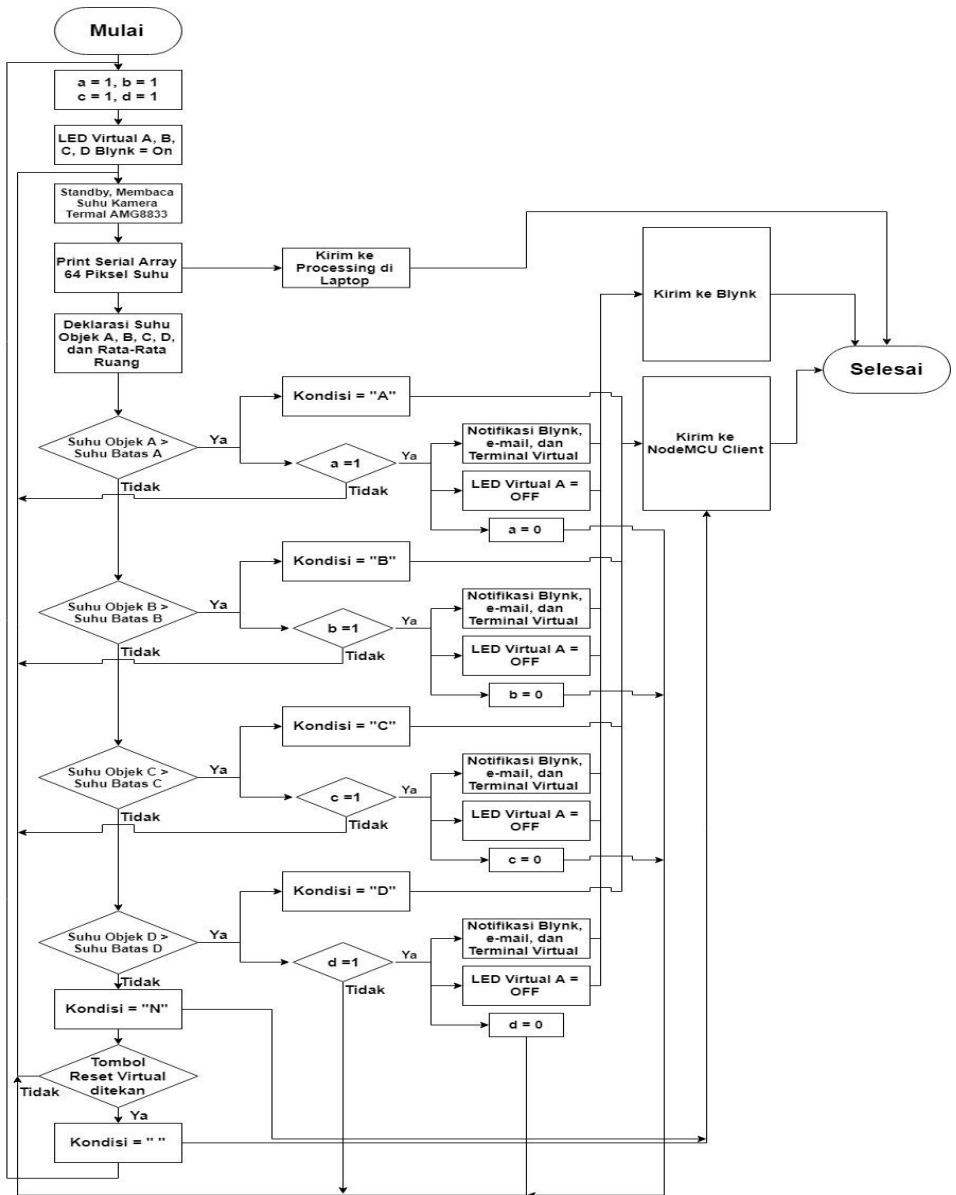 Mulai
a = 1, b = 1
c = 1, d = 1
LED Virtual A, B,
C, D Blynk = On
Standby, Membaca
Suhu Kamera
Termal AMG8833
Print Serial Array
64 Piksel Suhu
Kirim ke
Processing di
Laptop
Kirim ke Blynk
Selesai
Deklarasi Suhu
Objek A, B, C, D,
dan Rata-Rata
Ruang
Kondisi = "A"
Suhu Objek A >
Suhu Batas A
Ya
Tidak
a =1
Ya
Tidak
Notifikasi Blynk,
e-mail, dan
Terminal Virtual
LED Virtual A =
OFF
a = 0
Kirim ke
NodeMCU Client
Kondisi = "B"
Suhu Objek B >
Suhu Batas B
Ya
Tidak
b =1
Ya
Tidak
Notifikasi Blynk,
e-mail, dan
Terminal Virtual
LED Virtual A =
OFF
b = 0
Kondisi = "C"
Suhu Objek C >
Suhu Batas C
Ya
Tidak
c =1
Ya
Tidak
Notifikasi Blynk,
e-mail, dan
Terminal Virtual
LED Virtual A =
OFF
c = 0
Kondisi = "D"
Suhu Objek D >
Suhu Batas D
Ya
Tidak
d =1
Ya
Tidak
Notifikasi Blynk,
e-mail, dan
Terminal Virtual
LED Virtual A =
OFF
d = 0
Kondisi = "N"
Tombol
Reset Virtual
ditekan
Tidak
Ya
Kondisi = " "